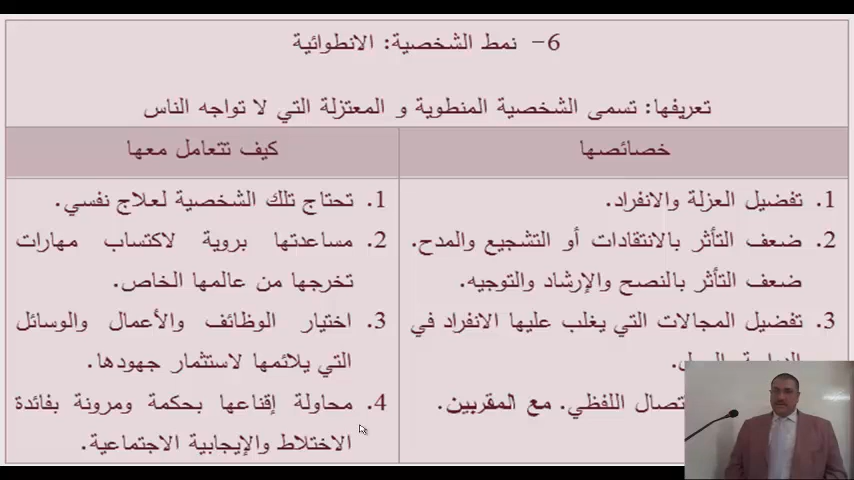 6- نمط الشخصية: الانطوائية
تعريفها: تسمى الشخصية المنطوية و المعتزلة التي لا تواجه الناس
خصائصها
1. تفضيل العزلة والانفراد.
2. ضعف التأثر بالانتقادات أو التشجيع والمدح.
ضعف التأثر بالنصح والإرشاد والتوجيه.
3. تفضيل المجالات التي يغلب عليها الانفراد في
اللفظي. مع المقربين.
كيف تتعامل معها
1. تحتاج تلك الشخصية لعلاج نفسي.
2. مساعدتها بروية لاكتساب مهارات
تخرجها من عالمها الخاص.
3. اختيار الوظائف والأعمال والوسائل
التي يلائمها لاستثمار جهودها.
4. محاولة إقناعها بحكمة ومرونة بفائدة
الاختلاط والإيجابية الاجتماعية.